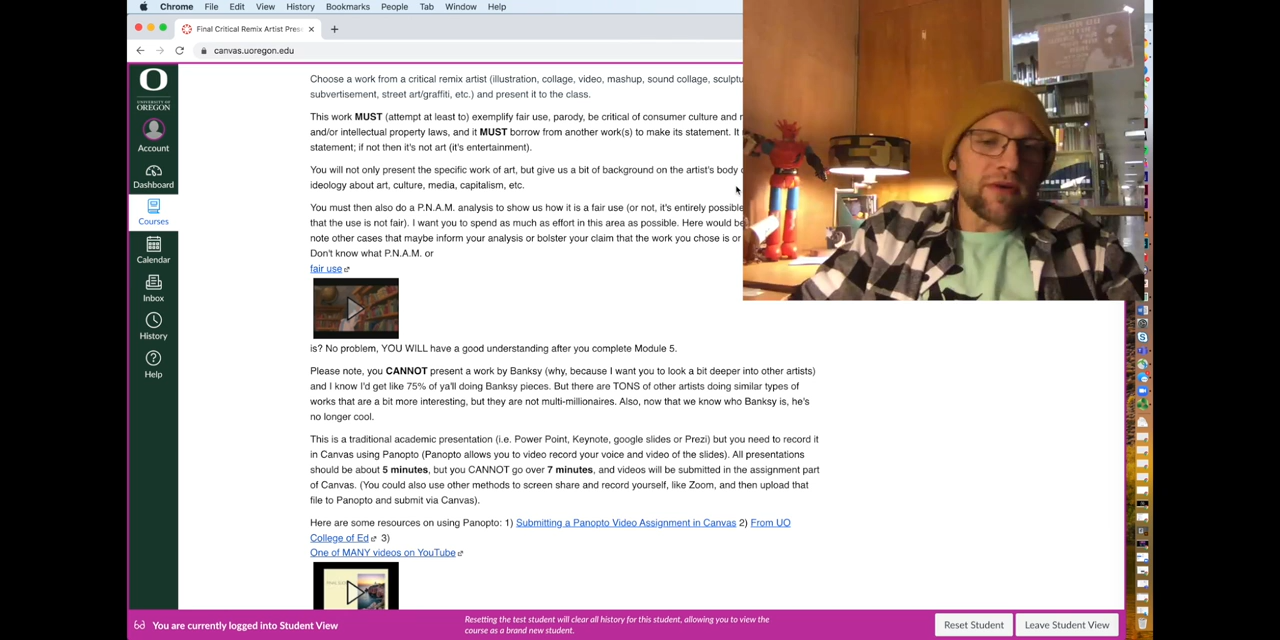 Chrome File Edit View History Bookmarks People Tab Window Help
Final Critical Remix Artist Pres
canvas.uoregon.edu
O
UNIVERSITY OF
OREGON
Account
Dashboard
Courses
Calendar
Inbox
History
Help
Choose a work from a critical remix artist (illustration, collage, video, mashup, sound collage, sculptu
subvertisement, street art/graffiti, etc.) and present it to the class.
This work MUST (attempt at least to) exemplify fair use, parody, be critical of consumer culture and
and/or intellectual property laws, and it MUST borrow from another work(s) to make its statement. It
statement; if not then it's not art (it's entertainment).
You will not only present the specific work of art, but give us a bit of background on the artist's body
ideology about art, culture, media, capitalism, etc.
You must then also do a P.N.A.M. analysis to show us how it is a fair use (or not, it's entirely possible
that the use is not fair). I want you to spend as much as effort in this area as possible. Here would be
note other cases that maybe inform your analysis or bolster your claim that the work you chose is or
Don't know what P.N.A.M. or
fair use
is? No problem, YOU WILL have a good understanding after you complete Module 5.
Please note, you CANNOT present a work by Banksy (why, because I want you to look a bit deeper into other artists)
and I know I'd get like 75% of ya'll doing Banksy pieces. But there are TONS of other artists doing similar types of
works that are a bit more interesting, but they are not multi-millionaires. Also, now that we know who Banksy is, he's
no longer cool.
This is a traditional academic presentation (i.e. Power Point, Keynote, google slides or Prezi) but you need to record it
in Canvas using Panopto (Panopto allows you to video record your voice and video of the slides). All presentations
should be about 5 minutes, but you CANNOT go over 7 minutes, and videos will be submitted in the assignment part
of Canvas. (You could also use other methods to screen share and record yourself, like Zoom, and then upload that
file to Panopto and submit via Canvas).
Here are some resources on using Panopto: 1) Submitting a Panopto Video Assignment in Canvas 2) From UO
College of Ed 3)
One of MANY videos on YouTube
You are currently logged into Student View
Resetting the test student will clear all history for this student, allowing you to view the
course as a brand new student.
Reset Student
Leave Student View